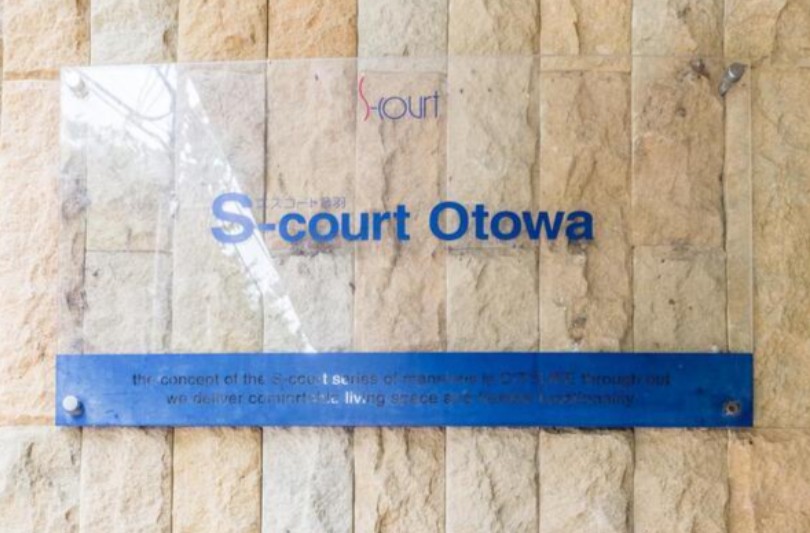 S-court
エスコート音羽
S-court Otowa
the concept of the S-court series of mansions is through out
we deliver comfortable living space and